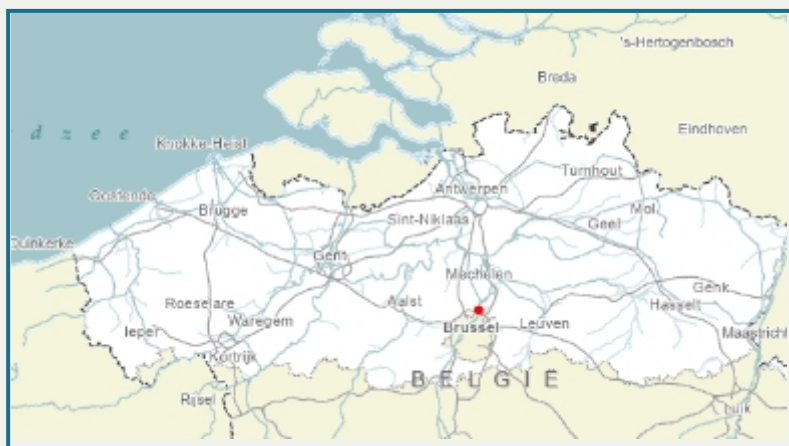 's-Hertogenbosch
Breda
Eindhoven
d z e e
Knokke-Heist
Turnhout
Antwerpen
Oostende
Mol
Brugge
Sint-Niklaas
Geel
Duinkerke
Gent
Mechelen
Genk
Roeselare
Aalst
Hasselt
Waregem
Ieper
Brussel
Leuven
Maastricht
Kortrijk
BELGIË
Rijsel
Luik